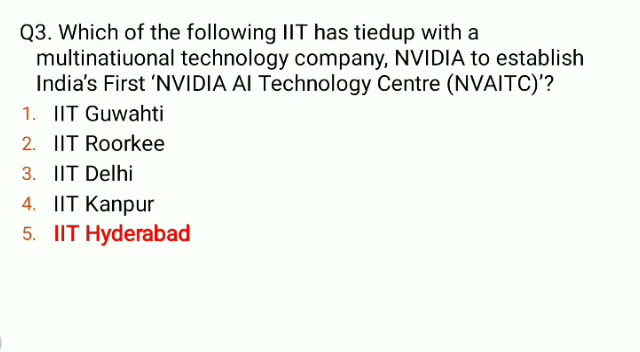 Q3. Which of the following IIT has tiedup with a
multinatiuonal technology company, NVIDIA to establish
India's First ‘NVIDIA AI Technology Centre (NVAITC)’?
1. IIT Guwahti
2. IIT Roorkee
3. IIT Delhi
4. IIT Kanpur
5. IIT Hyderabad